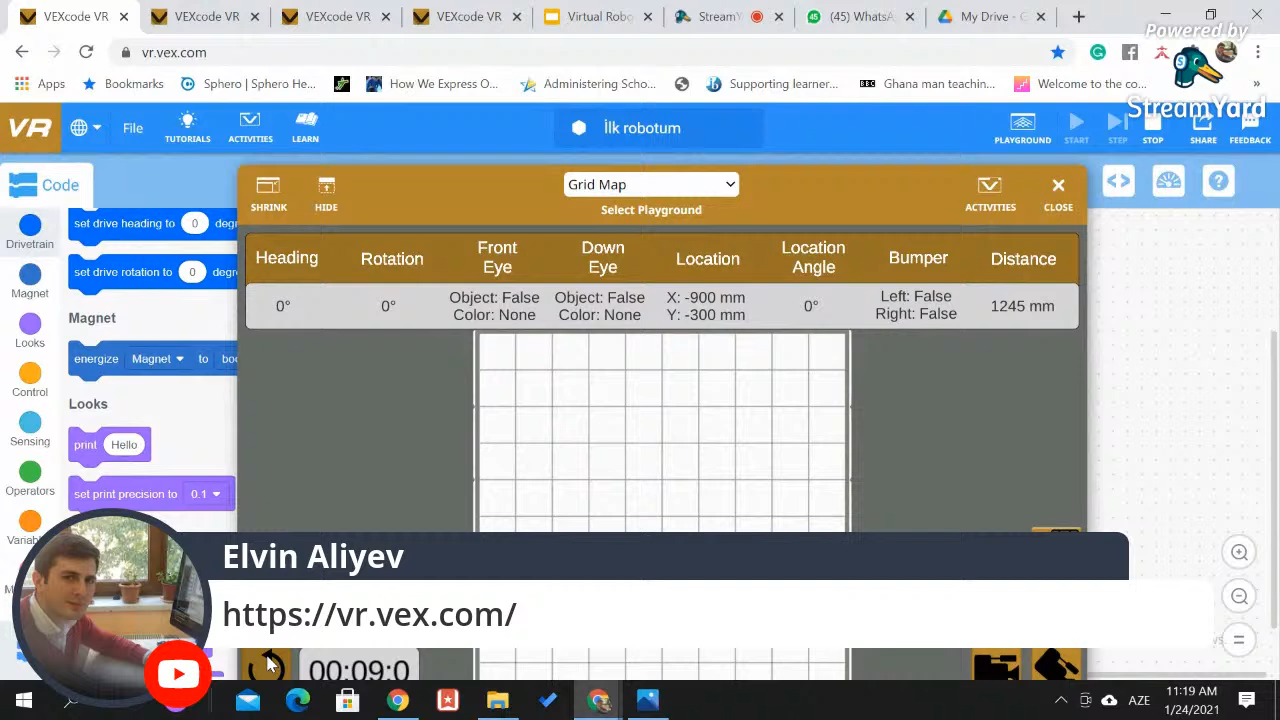 VEXcode VR
VEXcode VR
VEXcode VR
VEXcode VR
Virtual Robo
StreamY
(45) WhatsA
My Drive - G
Powered by
StreamYard
vr.vex.com
Apps
Bookmarks
Sphero | Sphero He...
How We Express O...
Administering Scho...
Supporting learner...
BBC
Ghana man teachin...
Welcome to the co...
VR
File
TUTORIALS
ACTIVITIES
LEARN
İlk robotum
PLAYGROUND
START
STEP
STOP
SHARE
FEEDBACK
Code
Drivetrain
Magnet
Looks
Control
Sensing
Operators
Variab
set drive heading to 0 degr
set drive rotation to 0 degr
Magnet
energize Magnet to boo
Looks
print Hello
set print precision to 0.1
SHRINK
HIDE
Grid Map
Select Playground
ACTIVITIES
CLOSE
Heading
Rotation
Front Eye
Down Eye
Location
Location Angle
Bumper
Distance
0°
0°
Object: False
Color: None
Object: False
Color: None
X: -900 mm
Y: -300 mm
0°
Left: False
Right: False
1245 mm
Elvin Aliyev
https://vr.vex.com/
00:09:0
AZE
11:19 AM
1/24/2021